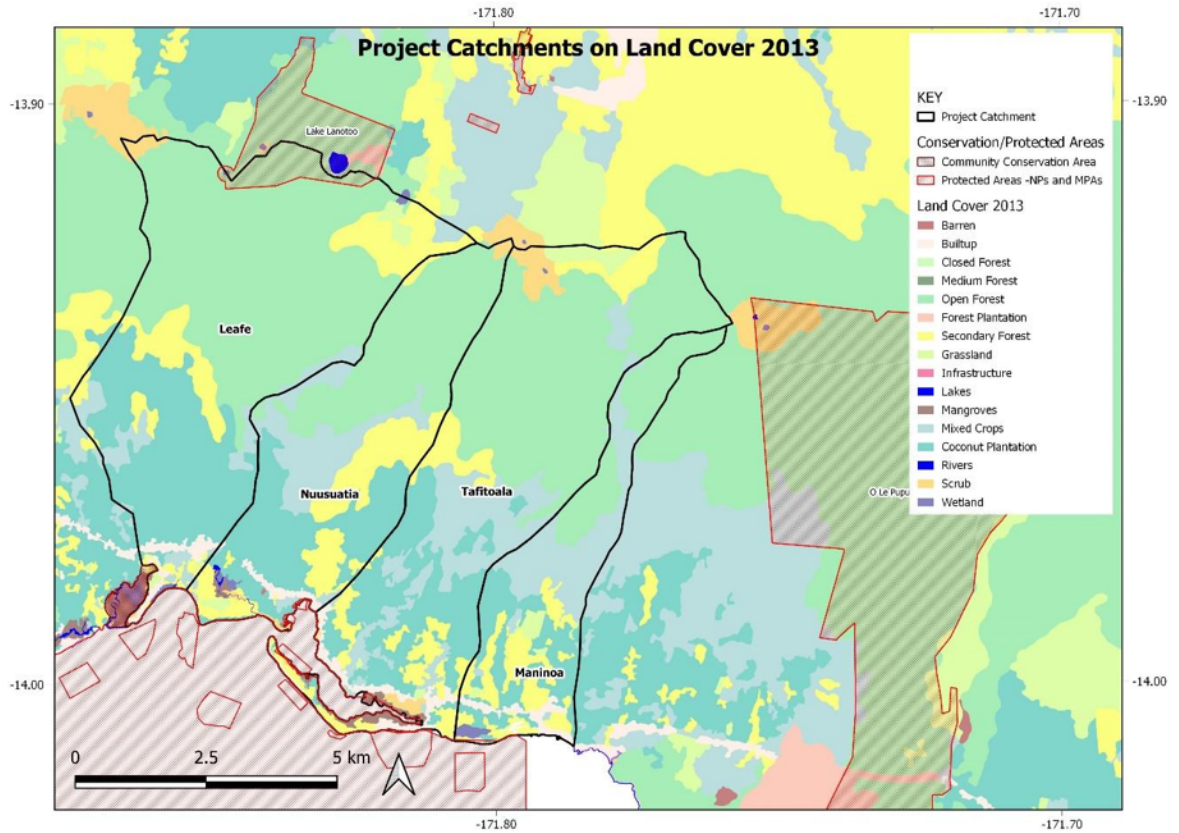 -171.80
-171.70
Project Catchments on Land Cover 2013
-13.90
-13.90
KEY
Project Catchment
Conservation/Protected Areas
Community Conservation Area
Protected Areas -NPs and MPAs
Land Cover 2013
Barren
Builtup
Closed Forest
Medium Forest
Open Forest
Forest Plantation
Secondary Forest
Grassland
Infrastructure
Lakes
Mangroves
Mixed Crops
Coconut Plantation
Rivers
Scrub
Wetland
Lake Lanotoo
Leafe
Nuusuatia
Tafitoala
O Le Pupu
Maninoa
-14.00
-14.00
0 2.5 5 km
-171.80
-171.70